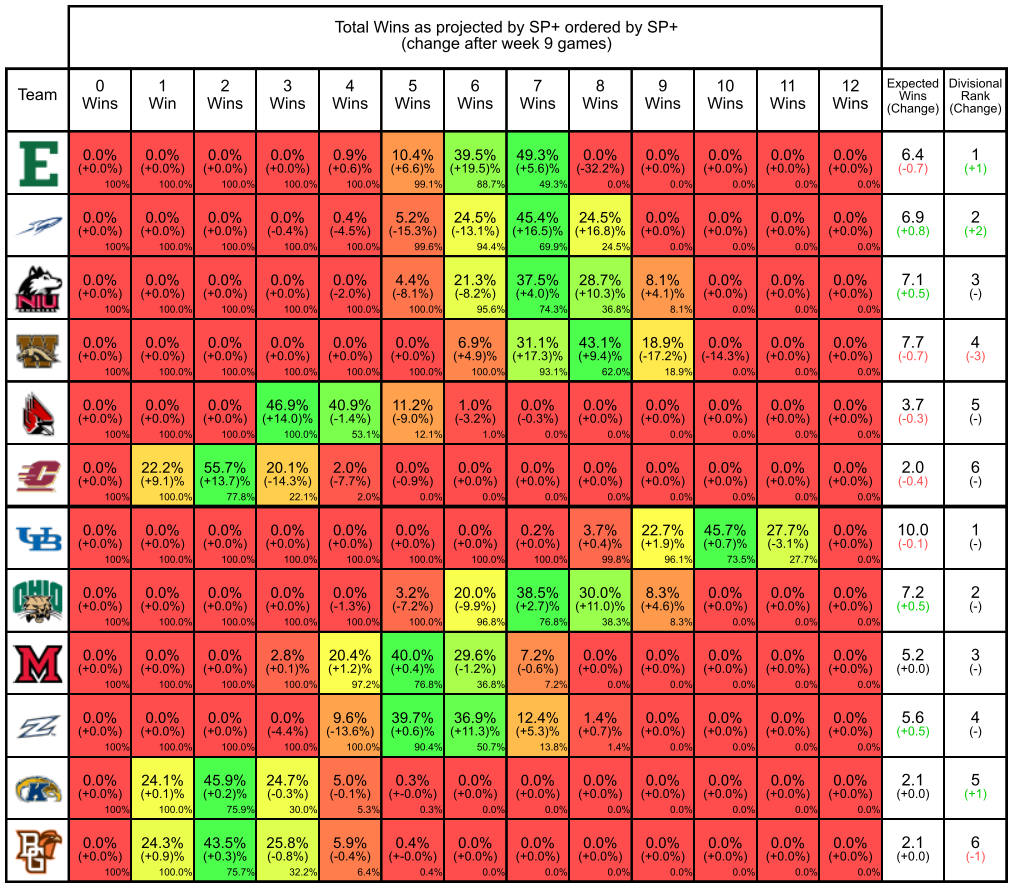 Total Wins as projected by SP+ ordered by SP+
(change after week 9 games)
Team 0 Wins 1 Win 2 Wins 3 Wins 4 Wins 5 Wins 6 Wins 7 Wins 8 Wins 9 Wins 10 Wins 11 Wins 12 Wins Expected Wins (Change) Divisional Rank (Change)
E 0.0% 0.0% 0.0% 0.0% 0.9% 10.4% 39.5% 49.3% 0.0% 0.0% 0.0% 0.0% 0.0% 6.4 1
(+0.0%) (+0.0%) (+0.0%) (+0.0%) (+0.6)% (+6.6)% (+19.5)% (+5.6)% (-32.2)% (+0.0%) (+0.0%) (+0.0%) (+0.0%) (-0.7) (+1)
100% 100.0% 100.0% 100.0% 100.0% 99.1% 88.7% 49.3% 0.0% 0.0% 0.0% 0.0% 0.0%
0.0% 0.0% 0.0% 0.0% 0.4% 5.2% 24.5% 45.4% 24.5% 0.0% 0.0% 0.0% 0.0% 6.9 2
(+0.0%) (+0.0%) (+0.0%) (-0.4%) (-4.5%) (-15.3%) (-13.1%) (+16.5)% (+16.8)% (+0.0%) (+0.0%) (+0.0%) (+0.0%) (+0.8) (+2)
100% 100.0% 100.0% 100.0% 100.0% 99.6% 94.4% 69.9% 24.5% 0.0% 0.0% 0.0% 0.0%
NIU 0.0% 0.0% 0.0% 0.0% 0.0% 4.4% 21.3% 37.5% 28.7% 8.1% 0.0% 0.0% 0.0% 7.1 3
(+0.0%) (+0.0%) (+0.0%) (+0.0%) (-2.0%) (-8.1%) (-8.2%) (+4.0)% (+10.3)% (+4.1)% (+0.0%) (+0.0%) (+0.0%) (+0.5) (-)
100% 100.0% 100.0% 100.0% 100.0% 100.0% 95.6% 74.3% 36.8% 8.1% 0.0% 0.0% 0.0%
W 0.0% 0.0% 0.0% 0.0% 0.0% 0.0% 6.9% 31.1% 43.1% 18.9% 0.0% 0.0% 0.0% 7.7 4
(+0.0%) (+0.0%) (+0.0%) (+0.0%) (+0.0%) (+0.0%) (+4.9)% (+17.3)% (+9.4)% (-17.2)% (-14.3)% (+0.0%) (+0.0%) (-0.7) (-3)
100% 100.0% 100.0% 100.0% 100.0% 100.0% 100.0% 93.1% 62.0% 18.9% 0.0% 0.0% 0.0%
0.0% 0.0% 0.0% 46.9% 40.9% 11.2% 1.0% 0.0% 0.0% 0.0% 0.0% 0.0% 0.0% 3.7 5
(+0.0%) (+0.0%) (+0.0%) (+14.0)% (-1.4%) (-9.0%) (-3.2%) (-0.3%) (+0.0%) (+0.0%) (+0.0%) (+0.0%) (+0.0%) (-0.3) (-)
100% 100.0% 100.0% 100.0% 53.1% 12.1% 1.0% 0.0% 0.0% 0.0% 0.0% 0.0% 0.0%
C 0.0% 22.2% 55.7% 20.1% 2.0% 0.0% 0.0% 0.0% 0.0% 0.0% 0.0% 0.0% 0.0% 2.0 6
(+0.0%) (+9.1)% (+13.7)% (-14.3%) (-7.7%) (-0.9%) (+0.0%) (+0.0%) (+0.0%) (+0.0%) (+0.0%) (+0.0%) (+0.0%) (-0.4) (-)
100% 100.0% 77.8% 22.1% 2.0% 0.0% 0.0% 0.0% 0.0% 0.0% 0.0% 0.0% 0.0%
UB 0.0% 0.0% 0.0% 0.0% 0.0% 0.0% 0.0% 0.2% 3.7% 22.7% 45.7% 27.7% 0.0% 10.0 1
(+0.0%) (+0.0%) (+0.0%) (+0.0%) (+0.0%) (+0.0%) (+0.0%) (+0.0%) (+0.4)% (+1.9)% (+0.7)% (-3.1)% (+0.0%) (-0.1) (-)
100% 100.0% 100.0% 100.0% 100.0% 100.0% 100.0% 100.0% 99.8% 96.1% 73.5% 27.7% 0.0%
OHIO 0.0% 0.0% 0.0% 0.0% 0.0% 3.2% 20.0% 38.5% 30.0% 8.3% 0.0% 0.0% 0.0% 7.2 2
(+0.0%) (+0.0%) (+0.0%) (+0.0%) (-1.3%) (-7.2%) (-9.9%) (+2.7)% (+11.0)% (+4.6)% (+0.0%) (+0.0%) (+0.0%) (+0.5) (-)
100% 100.0% 100.0% 100.0% 100.0% 100.0% 96.8% 76.8% 38.3% 8.3% 0.0% 0.0% 0.0%
M 0.0% 0.0% 0.0% 2.8% 20.4% 40.0% 29.6% 7.2% 0.0% 0.0% 0.0% 0.0% 0.0% 5.2 3
(+0.0%) (+0.0%) (+0.0%) (+0.1)% (+1.2)% (+0.4)% (-1.2%) (-0.6%) (+0.0%) (+0.0%) (+0.0%) (+0.0%) (+0.0%) (+0.0) (-)
100% 100.0% 100.0% 100.0% 97.2% 76.8% 36.8% 7.2% 0.0% 0.0% 0.0% 0.0% 0.0%
Z 0.0% 0.0% 0.0% 0.0% 9.6% 39.7% 36.9% 12.4% 1.4% 0.0% 0.0% 0.0% 0.0% 5.6 4
(+0.0%) (+0.0%) (+0.0%) (-4.4%) (-13.6%) (+0.6)% (+11.3)% (+5.3)% (+0.7)% (+0.0%) (+0.0%) (+0.0%) (+0.0%) (+0.5) (-)
100% 100.0% 100.0% 100.0% 100.0% 90.4% 50.7% 13.8% 1.4% 0.0% 0.0% 0.0% 0.0%
K 0.0% 24.1% 45.9% 24.7% 5.0% 0.3% 0.0% 0.0% 0.0% 0.0% 0.0% 0.0% 0.0% 2.1 5
(+0.0%) (+0.1)% (+0.2)% (-0.3%) (-0.1%) (+-0.0%) (+0.0%) (+0.0%) (+0.0%) (+0.0%) (+0.0%) (+0.0%) (+0.0%) (+0.0) (+1)
100% 100.0% 75.9% 30.0% 5.3% 0.3% 0.0% 0.0% 0.0% 0.0% 0.0% 0.0% 0.0%
BG 0.0% 24.3% 43.5% 25.8% 5.9% 0.4% 0.0% 0.0% 0.0% 0.0% 0.0% 0.0% 0.0% 2.1 6
(+0.0%) (+0.9)% (+0.3)% (-0.8%) (-0.4%) (+-0.0%) (+0.0%) (+0.0%) (+0.0%) (+0.0%) (+0.0%) (+0.0%) (+0.0%) (+0.0) (-1)
100% 100.0% 75.7% 32.2% 6.4% 0.4% 0.0% 0.0% 0.0% 0.0% 0.0% 0.0% 0.0%